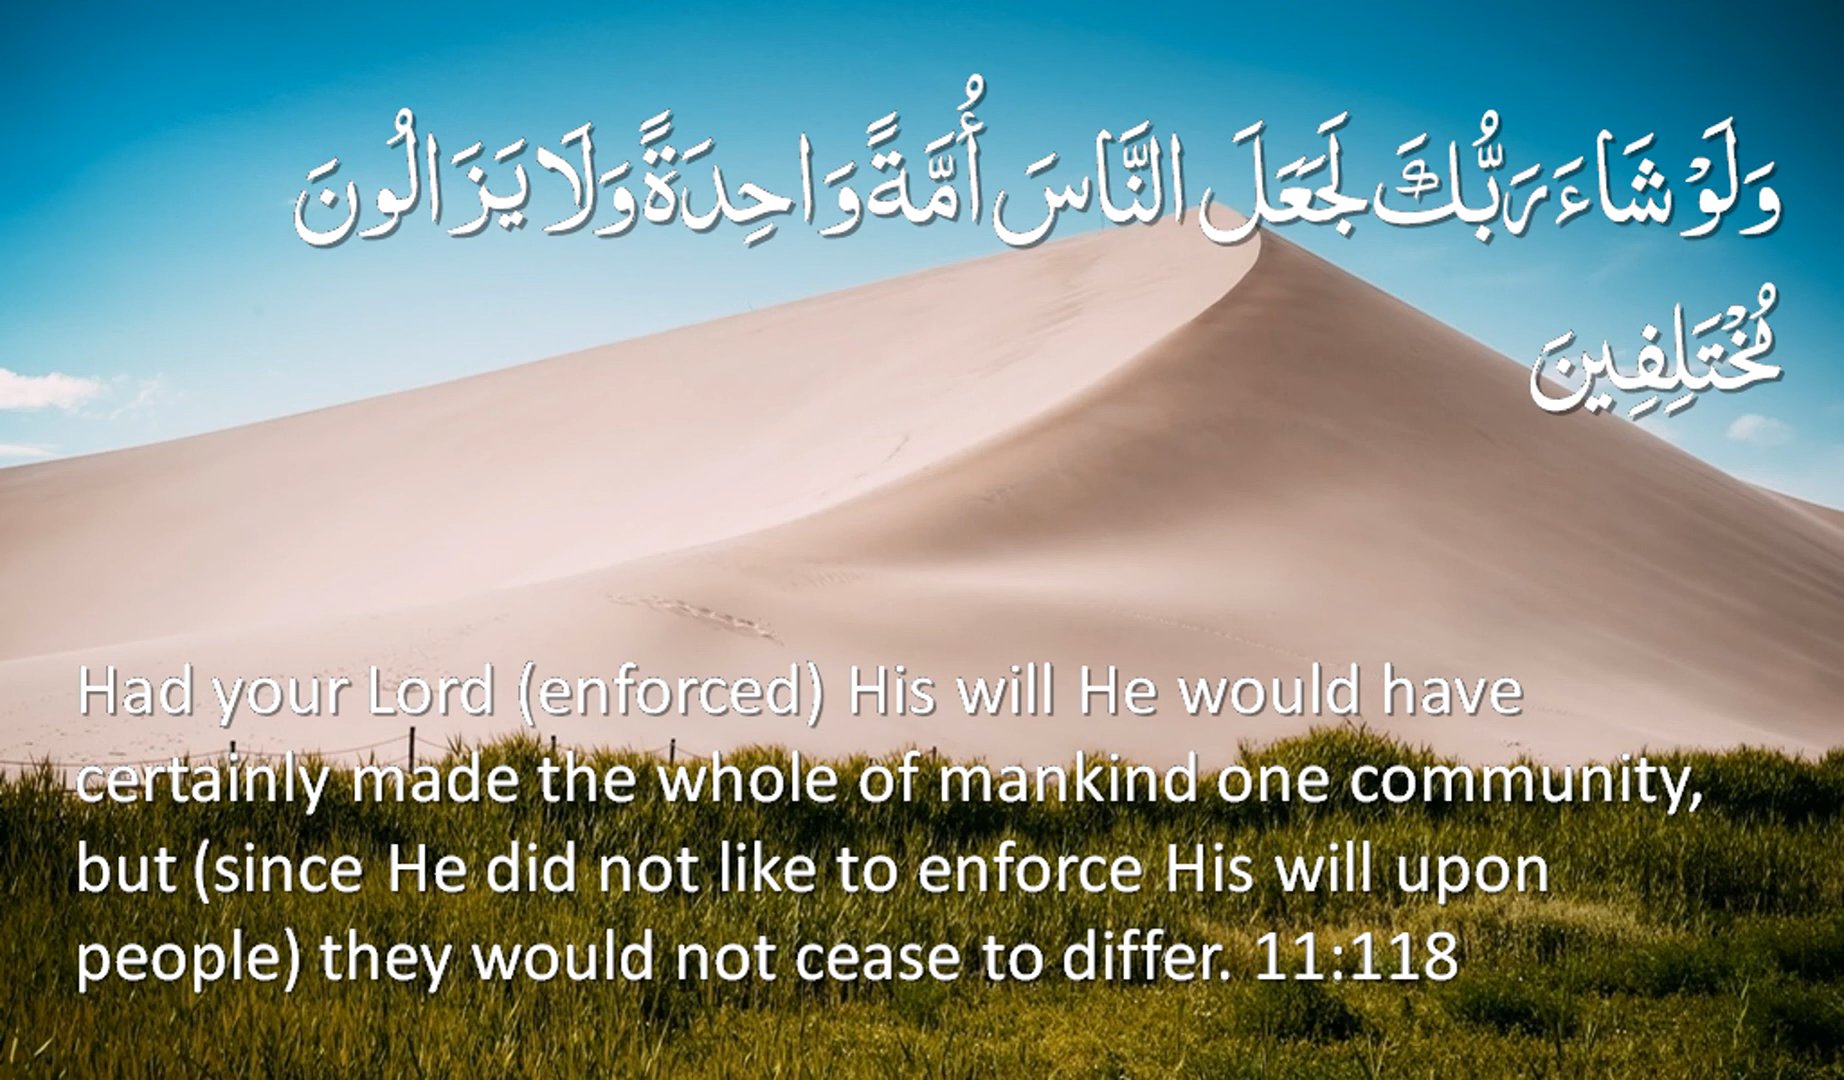 وَلَوْ شَاءَ رَبُّكَ لَجَعَلَ النَّاسَ أُمَّةً وَاحِدَةً وَلَا يَزَالُونَ
مُخْتَلِفِينَ
Had your Lord (enforced) His will He would have
certainly made the whole of mankind one community,
but (since He did not like to enforce His will upon
people) they would not cease to differ. 11:118